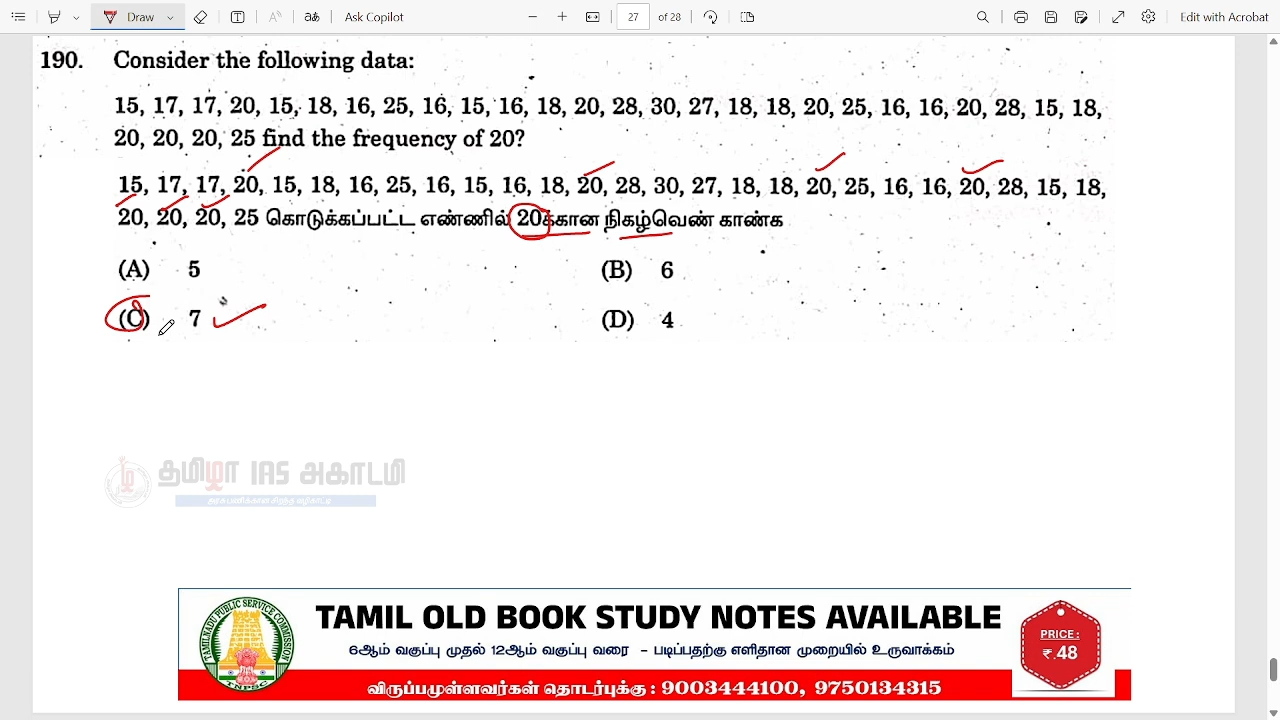 Draw
Ask Copilot
27 of 28
Edit with Acrobat
190. Consider the following data:
15, 17, 17, 20, 15, 18, 16, 25, 16, 15, 16, 18, 20, 28, 30, 27, 18, 18, 20, 25, 16, 16, 20, 28, 15, 18,
20, 20, 20, 25 find the frequency of 20?
15, 17, 17, 20, 15, 18, 16, 25, 16, 15, 16, 18, 20, 28, 30, 27, 18, 18, 20, 25, 16, 16, 20, 28, 15, 18,
20, 20, 20, 25 கொடுக்கப்பட்ட எண்ணில் 20க்கான நிகழ்வெண் காண்க
(A) 5 (B) 6
(C) 7 (D) 4
தமிழா IAS அகாடமி
TAMIL OLD BOOK STUDY NOTES AVAILABLE
6ஆம் வகுப்பு முதல் 12ஆம் வகுப்பு வரை – படிப்பதற்கு எளிதான முறையில் உருவாக்கம்
PRICE :
₹.48
விருப்பமுள்ளவர்கள் தொடர்புக்கு : 9003444100, 9750134315
TAMILNADU PUBLIC SERVICE COMMISSION
TNPSC